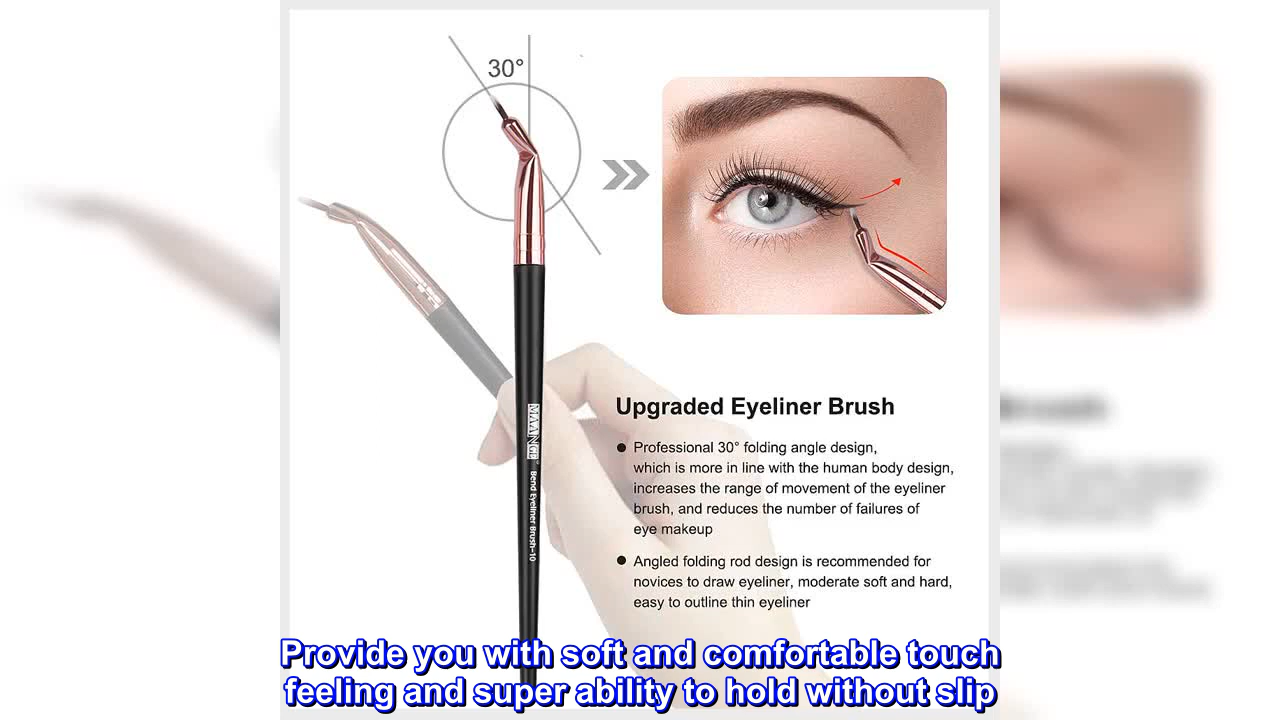 30°
Upgraded Eyeliner Brush
● Professional 30° folding angle design,
which is more in line with the human body design,
increases the range of movement of the eyeliner
brush, and reduces the number of failures of
eye makeup
● Angled folding rod design is recommended for
novices to draw eyeliner, moderate soft and hard,
easy to outline thin eyeliner
MAANGE
Bend Eyeliner Brush-10
Provide you with soft and comfortable touch
feeling and super ability to hold without slip